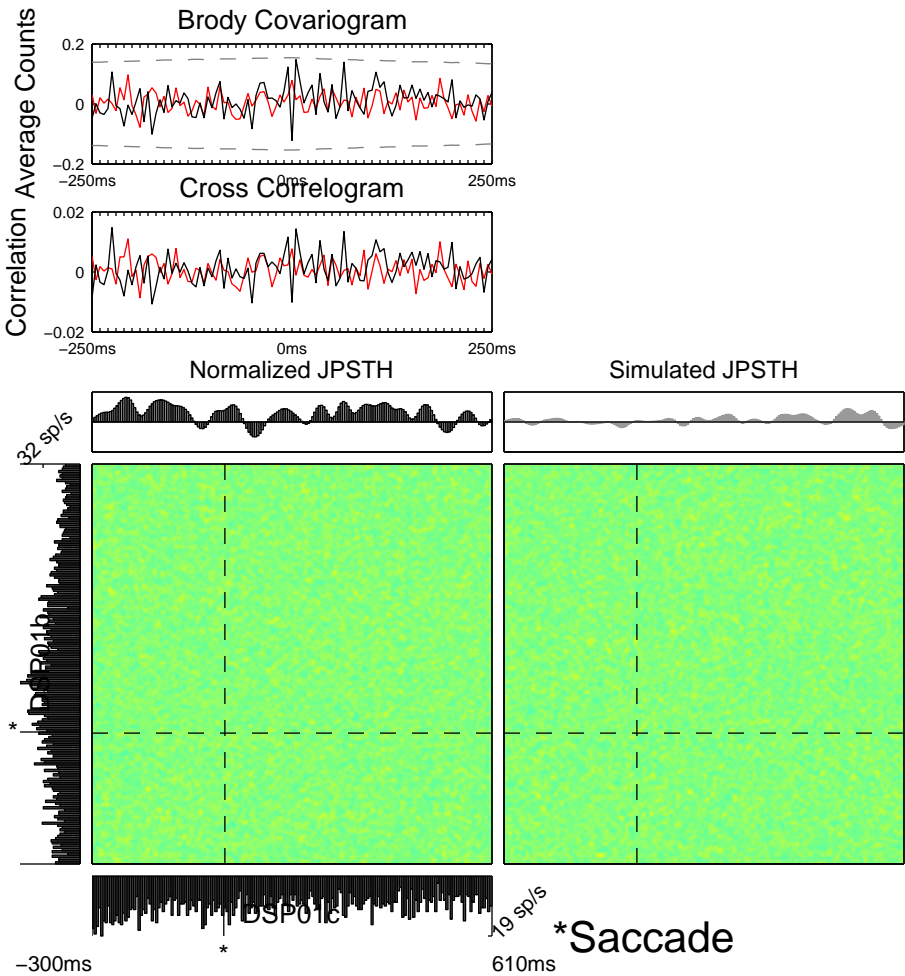 Brody Covariogram
Average Counts
0.2
0
−0.2
−250ms
0ms
250ms
Cross Correlogram
Correlation
0.02
0
−0.02
−250ms
0ms
250ms
Normalized JPSTH
Simulated JPSTH
32 sp/s
DSP01b
*
DSP01c
19 sp/s
*
*Saccade
−300ms
610ms